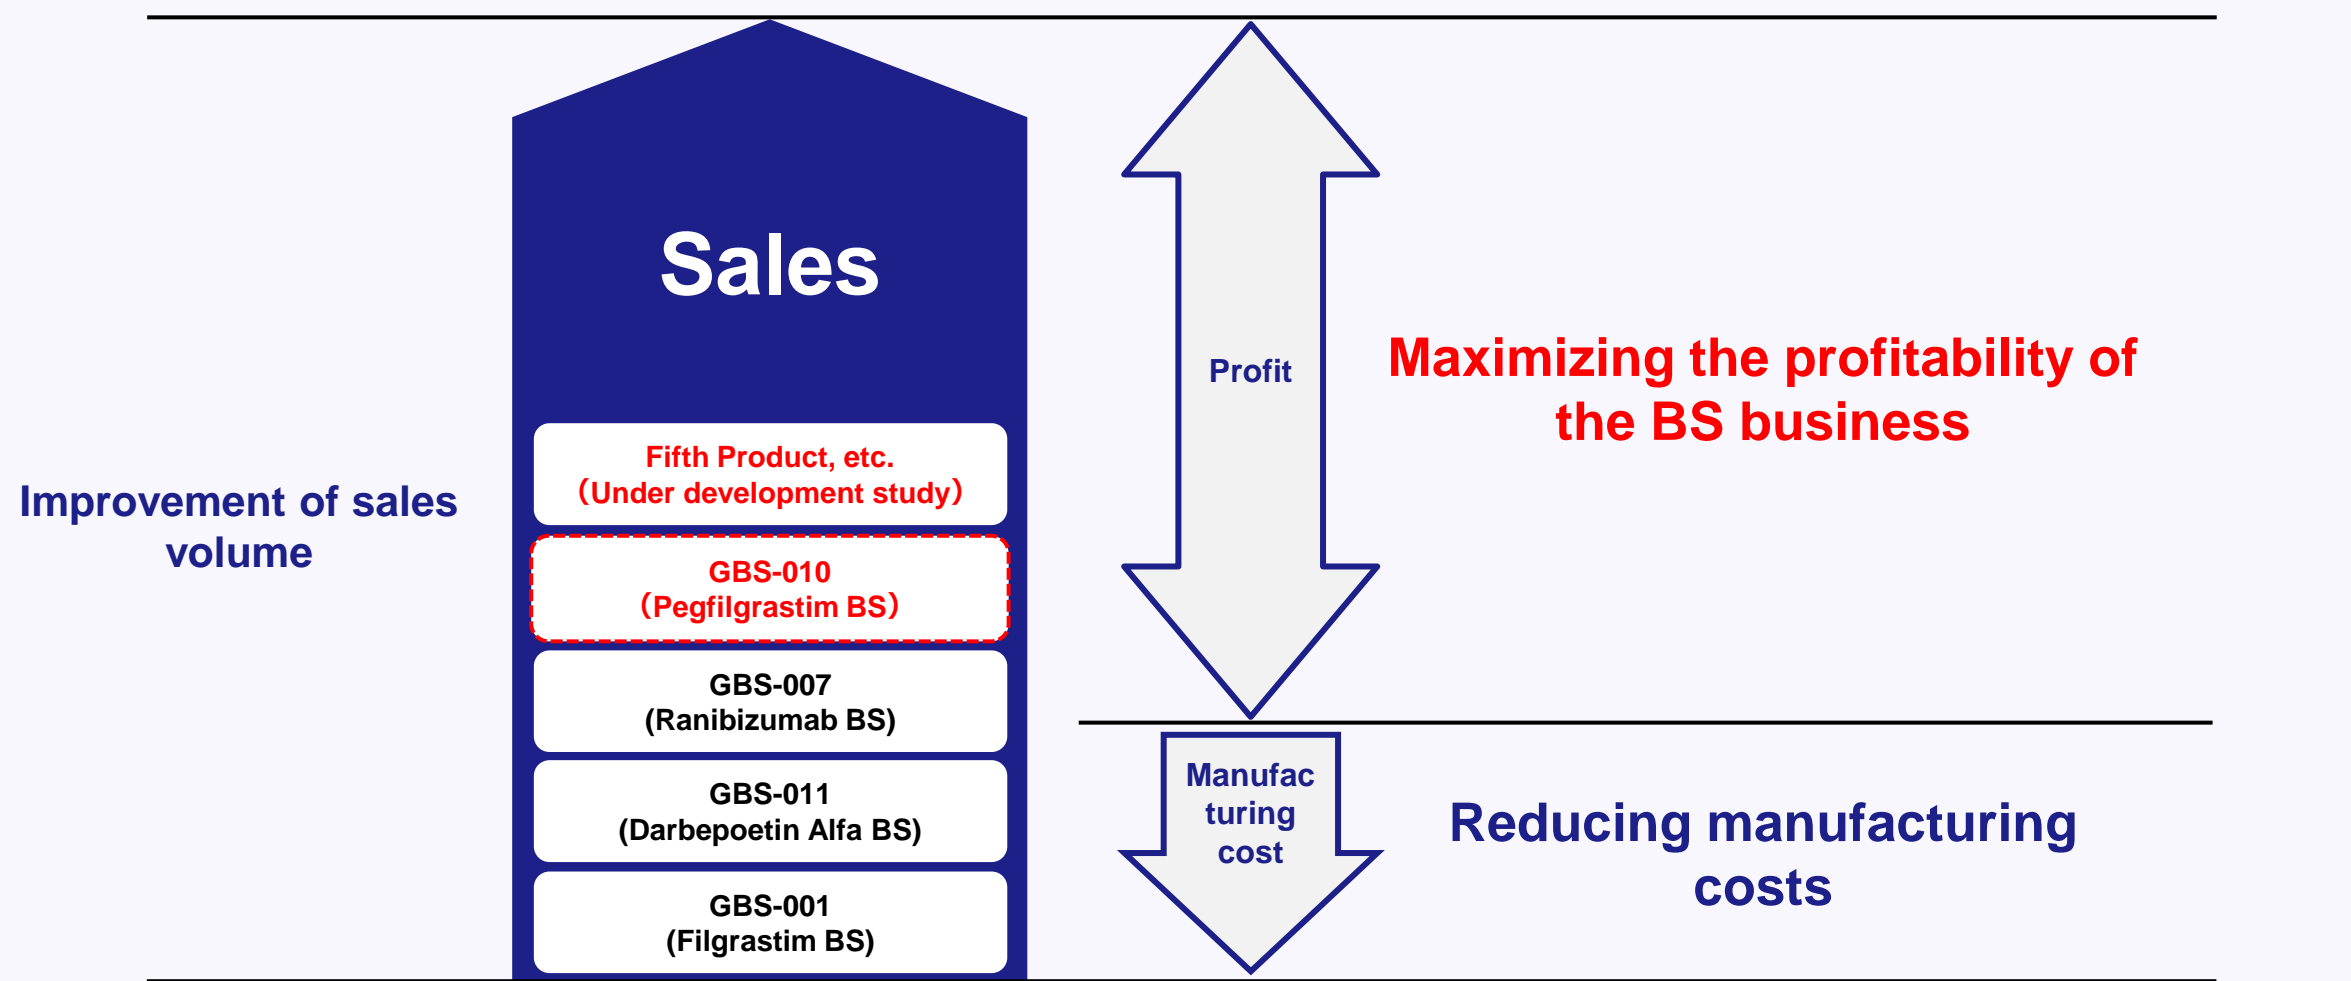 Improvement of sales
volume
Sales
Fifth Product, etc.
（Under development study）
GBS-010
（Pegfilgrastim BS）
GBS-007
(Ranibizumab BS)
GBS-011
(Darbepoetin Alfa BS)
GBS-001
(Filgrastim BS)
Profit
Maximizing the profitability of
the BS business
Manufac
turing
cost
Reducing manufacturing
costs